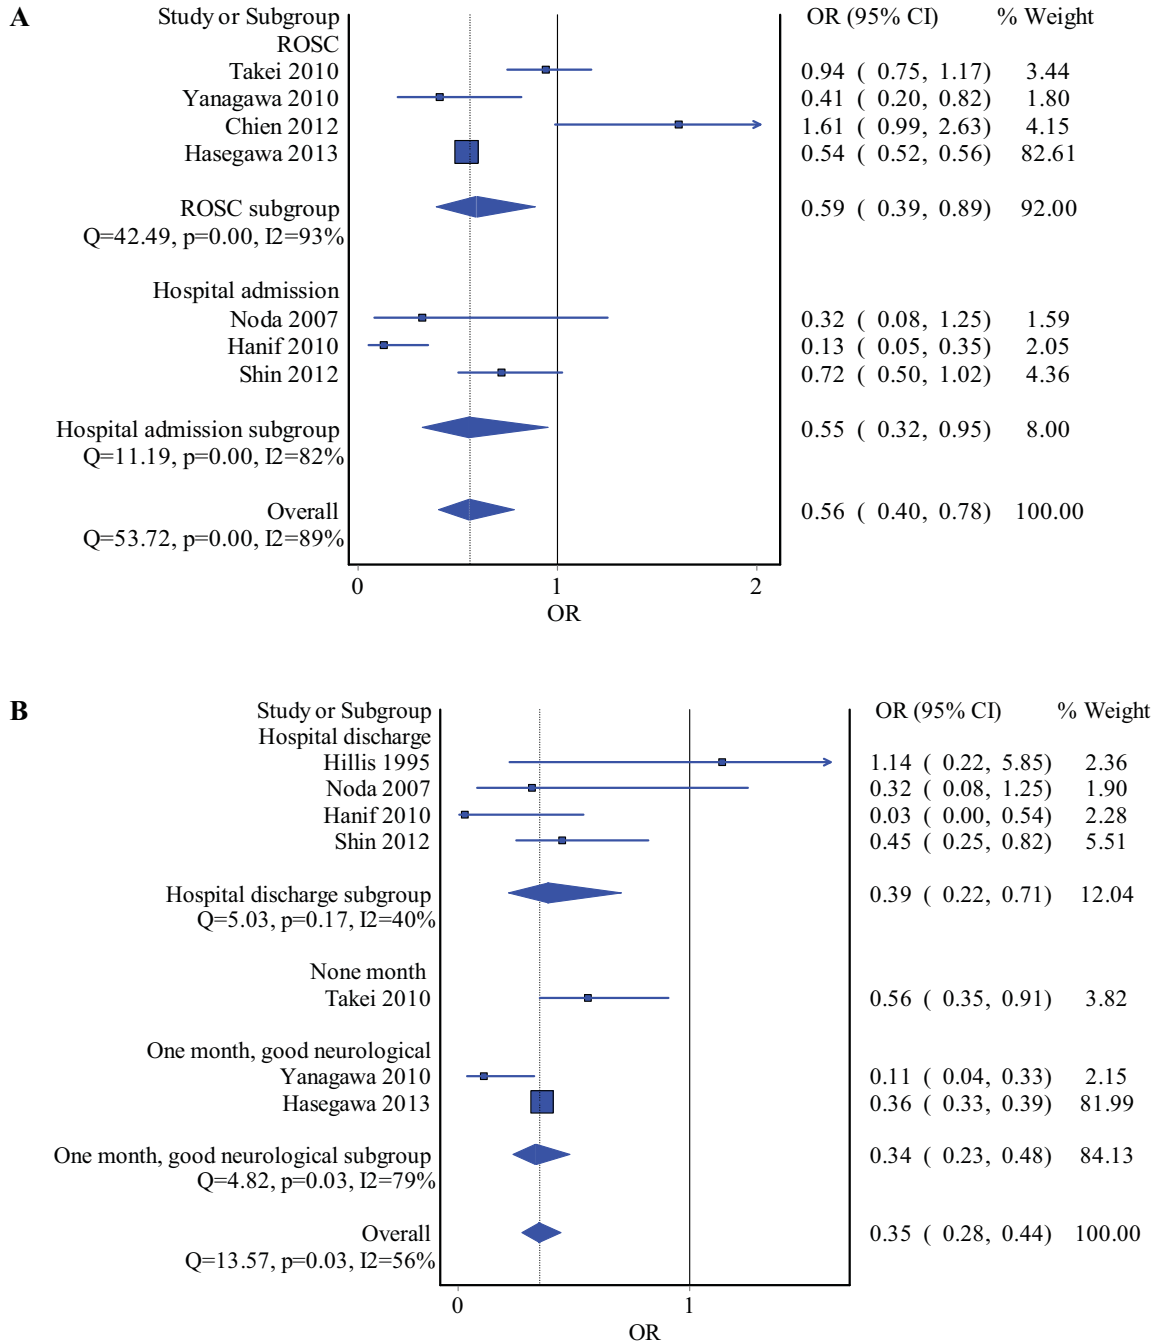 A
Study or Subgroup OR (95% CI) % Weight
ROSC
Takei 2010 0.94 ( 0.75, 1.17) 3.44
Yanagawa 2010 0.41 ( 0.20, 0.82) 1.80
Chien 2012 1.61 ( 0.99, 2.63) 4.15
Hasegawa 2013 0.54 ( 0.52, 0.56) 82.61
ROSC subgroup 0.59 ( 0.39, 0.89) 92.00
Q=42.49, p=0.00, I2=93%
Hospital admission
Noda 2007 0.32 ( 0.08, 1.25) 1.59
Hanif 2010 0.13 ( 0.05, 0.35) 2.05
Shin 2012 0.72 ( 0.50, 1.02) 4.36
Hospital admission subgroup 0.55 ( 0.32, 0.95) 8.00
Q=11.19, p=0.00, I2=82%
Overall 0.56 ( 0.40, 0.78) 100.00
Q=53.72, p=0.00, I2=89%
0 1 2
OR
B
Study or Subgroup OR (95% CI) % Weight
Hospital discharge
Hillis 1995 1.14 ( 0.22, 5.85) 2.36
Noda 2007 0.32 ( 0.08, 1.25) 1.90
Hanif 2010 0.03 ( 0.00, 0.54) 2.28
Shin 2012 0.45 ( 0.25, 0.82) 5.51
Hospital discharge subgroup 0.39 ( 0.22, 0.71) 12.04
Q=5.03, p=0.17, I2=40%
None month
Takei 2010 0.56 ( 0.35, 0.91) 3.82
One month, good neurological
Yanagawa 2010 0.11 ( 0.04, 0.33) 2.15
Hasegawa 2013 0.36 ( 0.33, 0.39) 81.99
One month, good neurological subgroup 0.34 ( 0.23, 0.48) 84.13
Q=4.82, p=0.03, I2=79%
Overall 0.35 ( 0.28, 0.44) 100.00
Q=13.57, p=0.03, I2=56%
0 1
OR